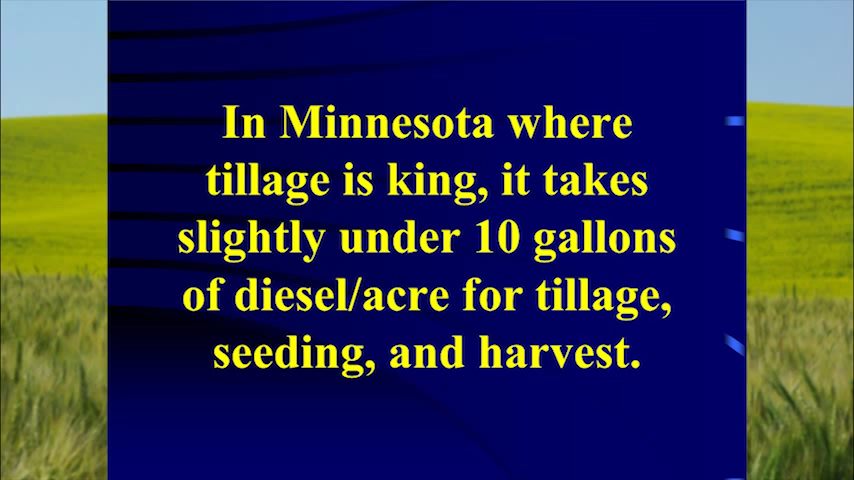 In Minnesota where
tillage is king, it takes
slightly under 10 gallons
of diesel/acre for tillage,
seeding, and harvest.